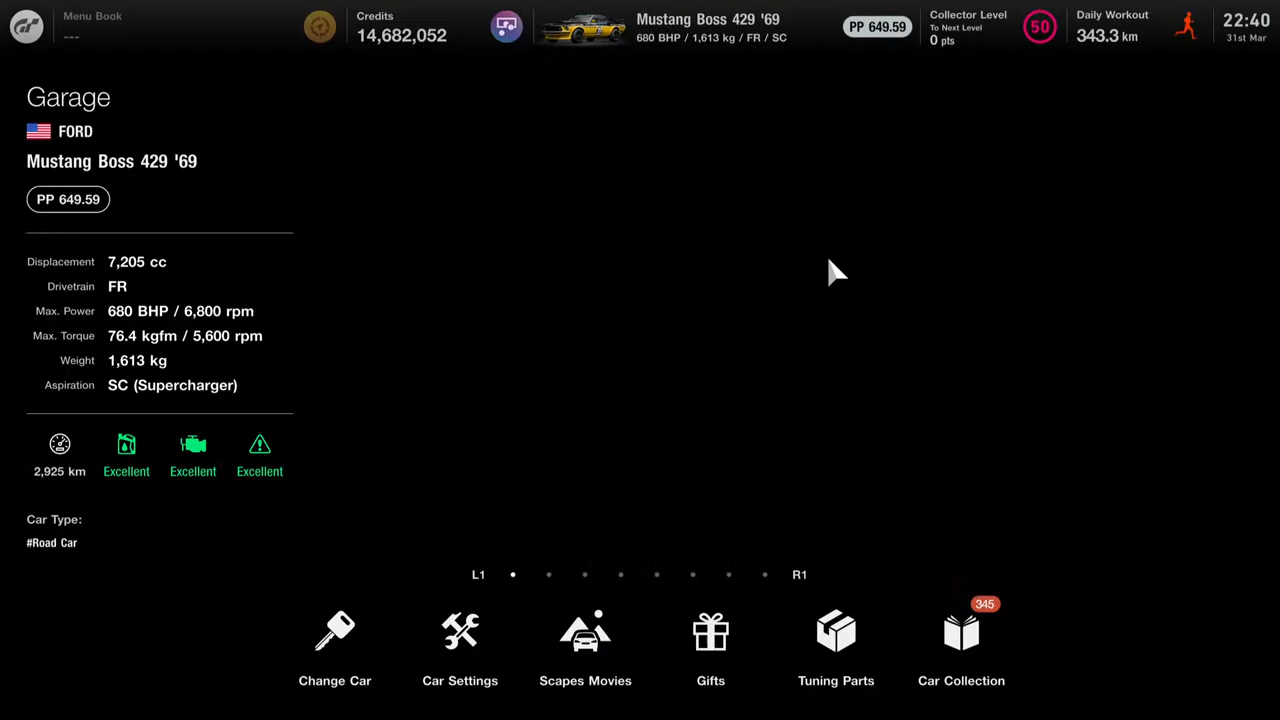 Menu Book
---
Credits
14,682,052
Mustang Boss 429 '69
680 BHP / 1,613 kg / FR / SC
PP 649.59
Collector Level
To Next Level
0 pts
50
Daily Workout
343.3 km
22:40
31st Mar
Garage
FORD
Mustang Boss 429 '69
PP 649.59
Displacement 7,205 cc
Drivetrain FR
Max. Power 680 BHP / 6,800 rpm
Max. Torque 76.4 kgfm / 5,600 rpm
Weight 1,613 kg
Aspiration SC (Supercharger)
2,925 km Excellent Excellent Excellent
Car Type:
#Road Car
L1 R1
345
Change Car Car Settings Scapes Movies Gifts Tuning Parts Car Collection